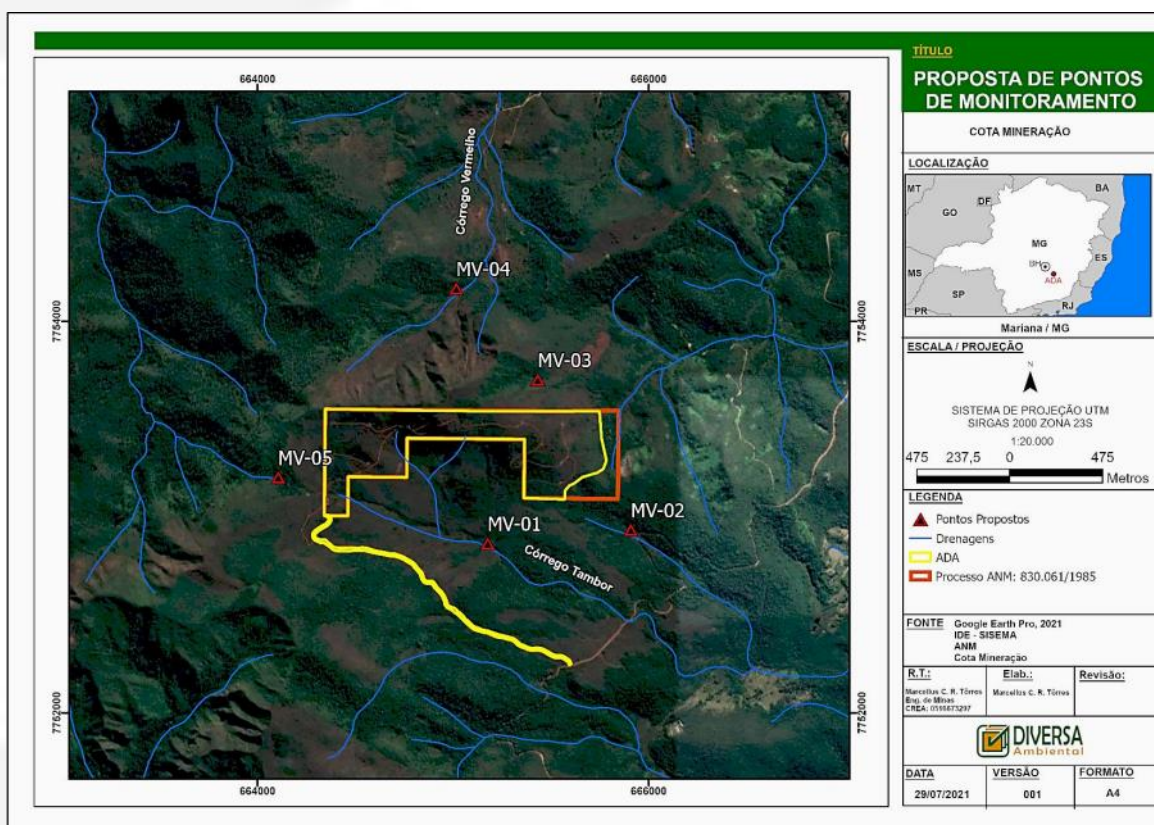 TÍTULO
PROPOSTA DE PONTOS
DE MONITORAMENTO
COTA MINERAÇÃO
LOCALIZAÇÃO
MT
GO
DF
BA
MG
BH
ADA
ES
MS
SP
RJ
PR
Mariana / MG
ESCALA / PROJEÇÃO
N
SISTEMA DE PROJEÇÃO UTM
SIRGAS 2000 ZONA 23S
1:20.000
475 237,5 0 475
Metros
LEGENDA
Pontos Propostos
Drenagens
ADA
Processo ANM: 830.061/1985
FONTE Google Earth Pro, 2021
IDE - SISEMA
ANM
Cota Mineração
R.T.:
Marcellus C. R. Tôrres
Eng. de Minas
Elab.:
Marcellus C. R. Tôrres
Revisão:
DIVERSA
Ambiental
DATA
29/07/2021
VERSÃO
001
FORMATO
A4
664000 666000
7754000 7754000
7752000 7752000
664000 666000
Córrego Vermelho
MV-04
MV-03
MV-05
MV-01
MV-02
Córrego Tambor